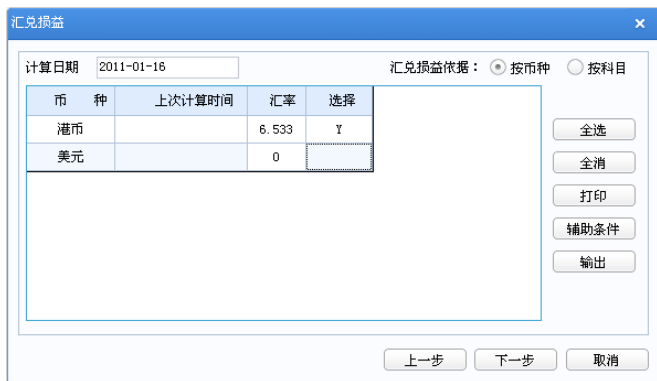 汇兑损益
计算日期 2011-01-16 汇兑损益依据： 按币种 按科目
币 种 上次计算时间 汇率 选择
港币 6.533 Y
美元 0
全选
全消
打印
辅助条件
输出
上一步 下一步 取消